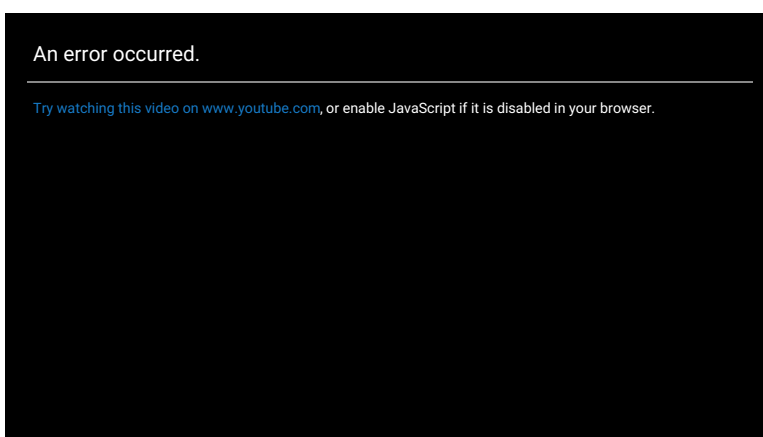 An error occurred.
Try watching this video on www.youtube.com, or enable JavaScript if it is disabled in your browser.